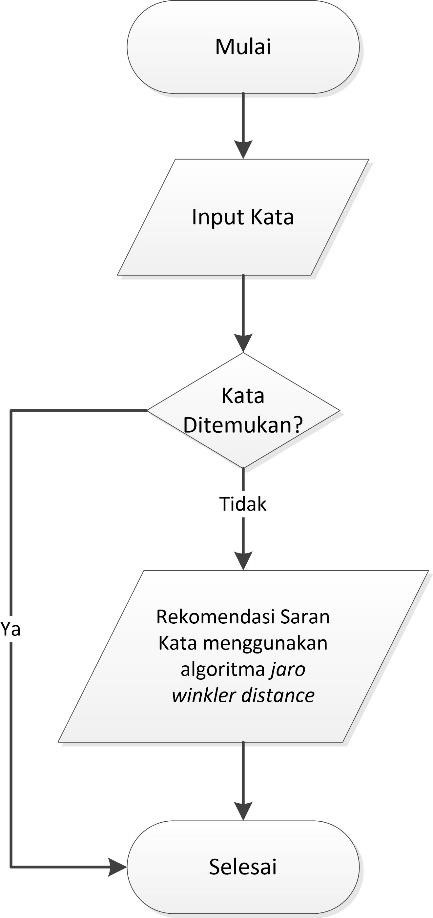 Mulai
Input Kata
Kata
Ditemukan?
Tidak
Ya
Rekomendasi Saran
Kata menggunakan
algoritma jaro
winkler distance
Selesai